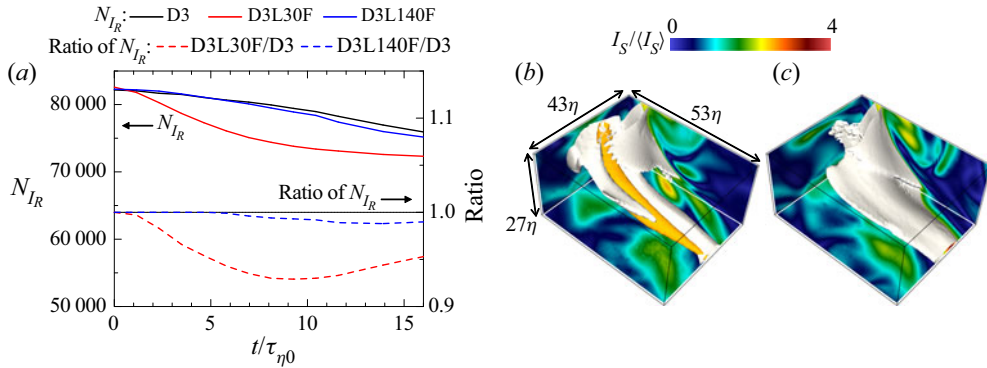 N_{I_R}: D3 D3L30F D3L140F
Ratio of N_{I_R}: D3L30F/D3 D3L140F/D3
I_S/⟨I_S⟩ 0 4
(a)
80 000
70 000
60 000
50 000
N_{I_R}
N_{I_R}
Ratio of N_{I_R}
1.1
1.0
0.9
Ratio
0 5 10 15
t/τ_{η0}
(b)
43η
53η
27η
(c)